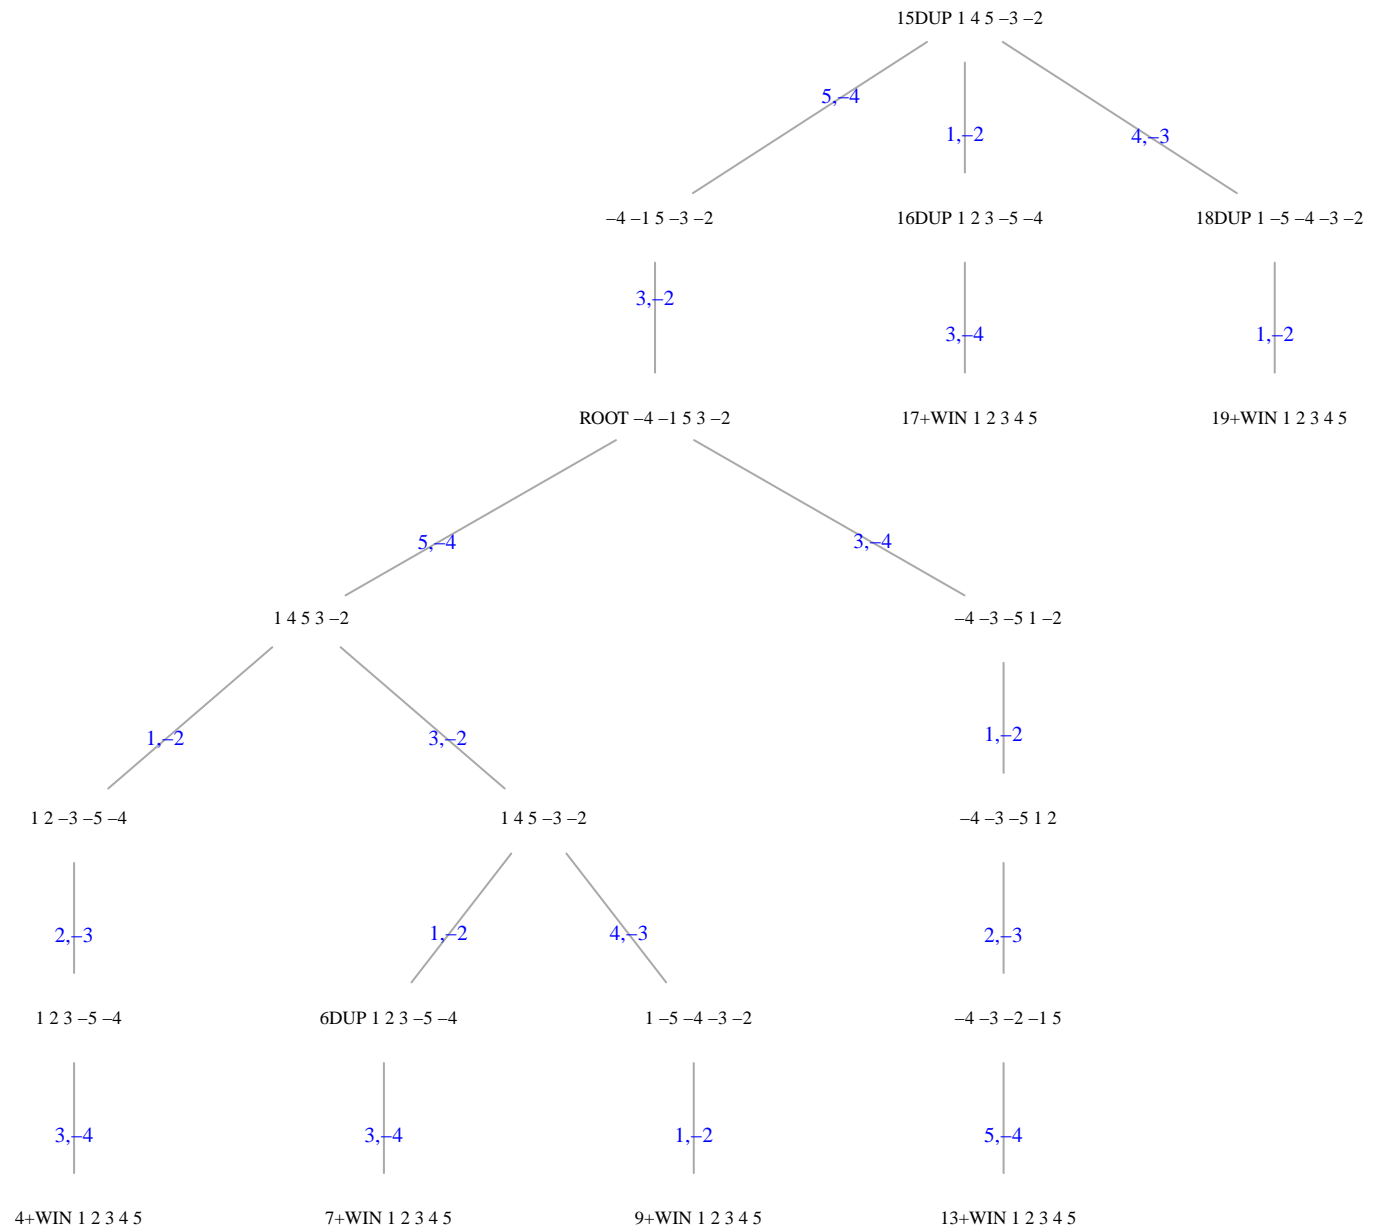 15DUP 1 4 5 –3 –2
5,–4
1,–2
4,–3
–4 –1 5 –3 –2
16DUP 1 2 3 –5 –4
18DUP 1 –5 –4 –3 –2
3,–2
3,–4
1,–2
ROOT –4 –1 5 3 –2
17+WIN 1 2 3 4 5
19+WIN 1 2 3 4 5
5,–4
3,–4
1 4 5 3 –2
–4 –3 –5 1 –2
1,–2
3,–2
1,–2
1 2 –3 –5 –4
1 4 5 –3 –2
–4 –3 –5 1 2
2,–3
1,–2
4,–3
2,–3
1 2 3 –5 –4
6DUP 1 2 3 –5 –4
1 –5 –4 –3 –2
–4 –3 –2 –1 5
3,–4
3,–4
1,–2
5,–4
4+WIN 1 2 3 4 5
7+WIN 1 2 3 4 5
9+WIN 1 2 3 4 5
13+WIN 1 2 3 4 5